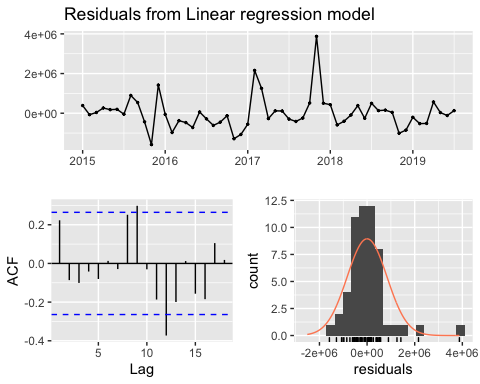 Residuals from Linear regression model
4e+06
2e+06
0e+00
2015 2016 2017 2018 2019
ACF
0.2
0.0
-0.2
-0.4
5 10 15
Lag
count
12.5
10.0
7.5
5.0
2.5
0.0
-2e+06 0e+00 2e+06 4e+06
residuals